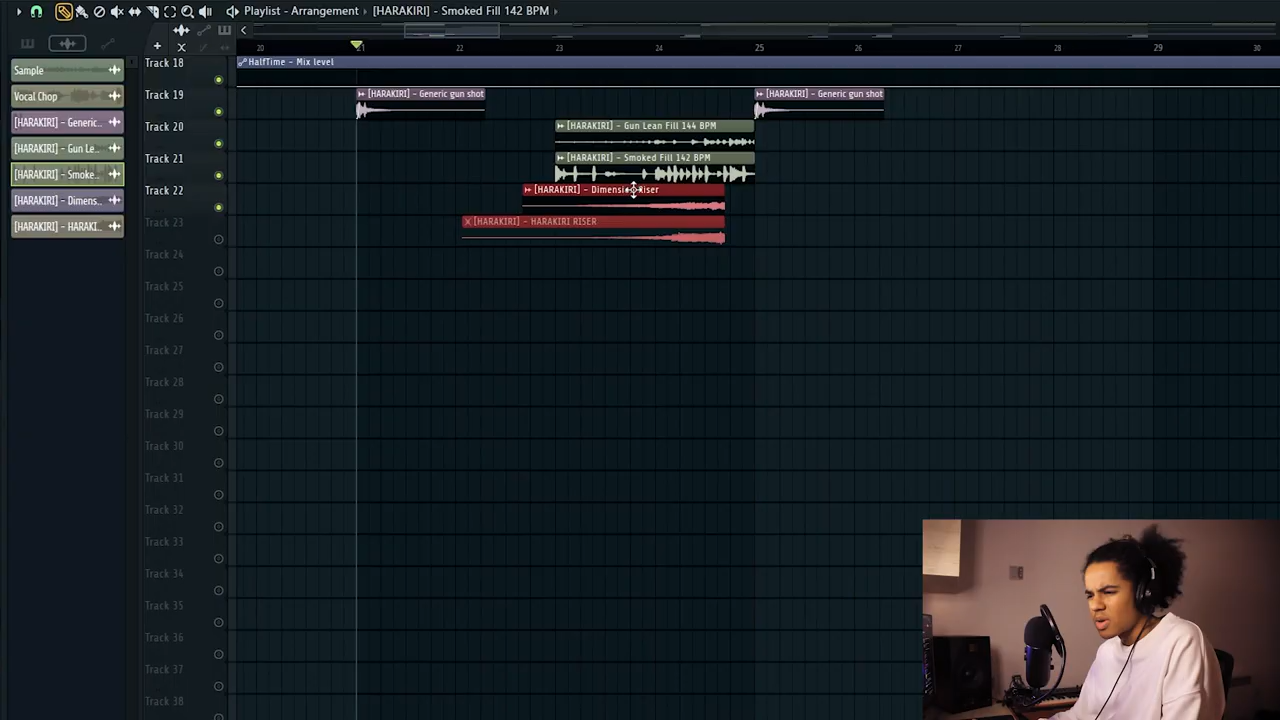 Playlist - Arrangement › [HARAKIRI] - Smoked Fill 142 BPM ›
20 21 22 23 24 25 26 27 28 29 30
Sample
Vocal Chop
[HARAKIRI] - Generic..
[HARAKIRI] - Gun Le..
[HARAKIRI] - Smoke..
[HARAKIRI] - Dimens..
[HARAKIRI] - HARAKI..
Track 18
HalfTime - Mix level
Track 19
[HARAKIRI] - Generic gun shot
[HARAKIRI] - Generic gun shot
Track 20
[HARAKIRI] - Gun Lean Fill 144 BPM
Track 21
[HARAKIRI] - Smoked Fill 142 BPM
Track 22
[HARAKIRI] - Riser
Track 23
[HARAKIRI] - HARAKIRI RISER
Track 24
Track 25
Track 26
Track 27
Track 28
Track 29
Track 30
Track 31
Track 32
Track 33
Track 34
Track 35
Track 36
Track 37
Track 38